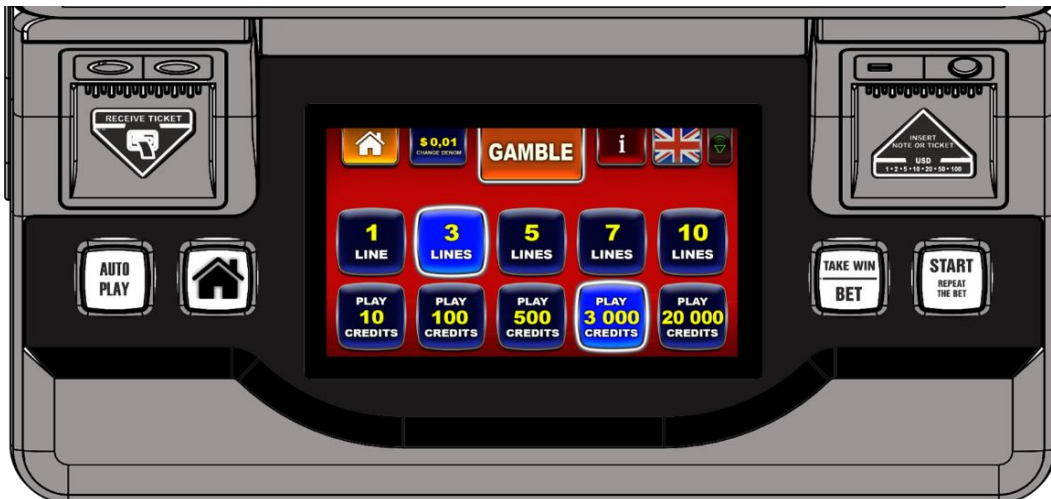 RECEIVE TICKET
INSERT
NOTE OR TICKET
USD
1•2•5•10•20•50•100
$ 0,01
CHANGE DENOM
GAMBLE
i
1
LINE
3
LINES
5
LINES
7
LINES
10
LINES
PLAY
10
CREDITS
PLAY
100
CREDITS
PLAY
500
CREDITS
PLAY
3 000
CREDITS
PLAY
20 000
CREDITS
AUTO
PLAY
TAKE WIN
BET
START
REPEAT
THE BET